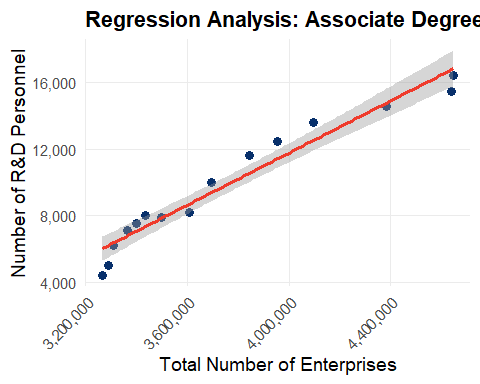 Regression Analysis: Associate Degree
Number of R&D Personnel
16,000
12,000
8,000
4,000
3,200,000
3,600,000
4,000,000
4,400,000
Total Number of Enterprises